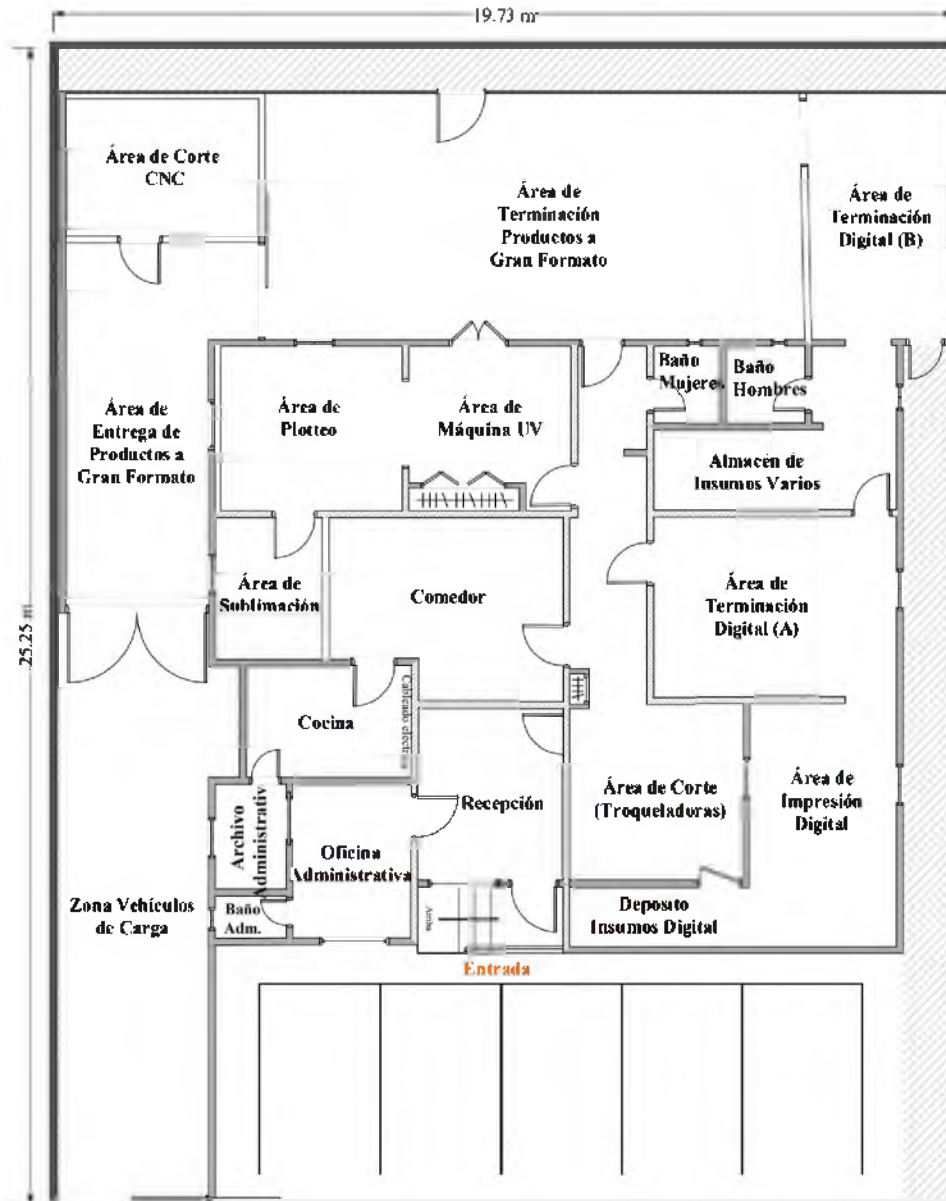 19.73 m
25.25 m
Área de Corte
CNC
Área de
Terminación
Productos a
Gran Formato
Área de
Terminación
Digital (B)
Área de
Entrega de
Productos a
Gran Formato
Área de
Plotteo
Área de
Máquina UV
Baño
Mujeres
Baño
Hombres
Almacén de
Insumos Varios
Área de
Sublimación
Comedor
Área de
Terminación
Digital (A)
Cocina
Cableado eléctrico
Recepción
Área de Corte
(Troqueladoras)
Área de
Impresión
Digital
Archivo
Administrativ
Oficina
Administrativa
Baño
Adm.
Zona Vehículos
de Carga
Arriba
Deposito
Insumos Digital
Entrada